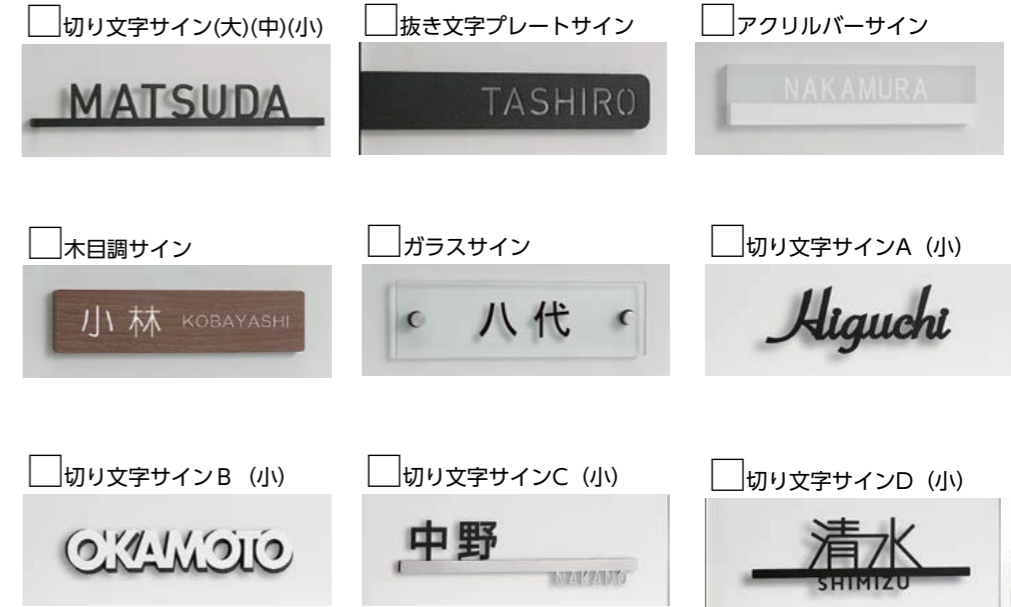 切り文字サイン(大)(中)(小)
MATSUDA
抜き文字プレートサイン
TASHIRO
アクリルバーサイン
NAKAMURA
木目調サイン
小林 KOBAYASHI
ガラスサイン
八代
切り文字サインA（小）
Higuchi
切り文字サインB（小）
OKAMOTO
切り文字サインC（小）
中野
NAKANO
切り文字サインD（小）
清水
SHIMIZU